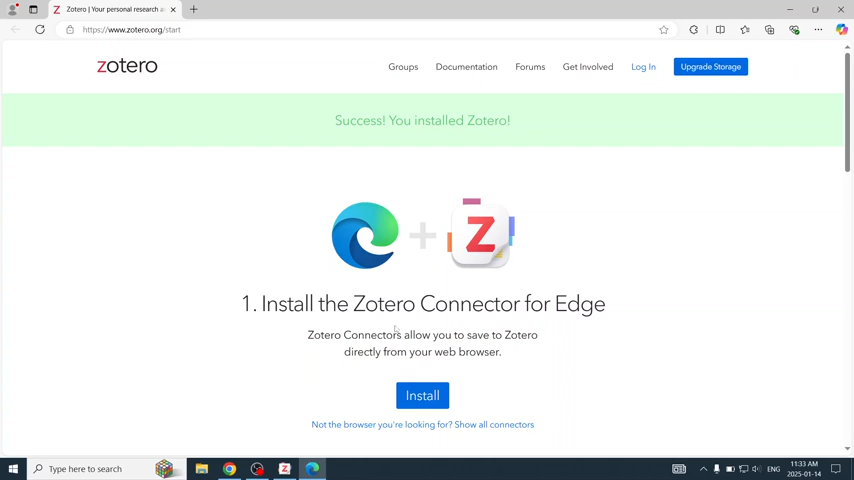 Zotero | Your personal research a
https://www.zotero.org/start
zotero
Groups
Documentation
Forums
Get Involved
Log In
Upgrade Storage
Success! You installed Zotero!
Z
1. Install the Zotero Connector for Edge
Zotero Connectors allow you to save to Zotero
directly from your web browser.
Install
Not the browser you're looking for? Show all connectors
Type here to search
ENG
11:33 AM
2025-01-14